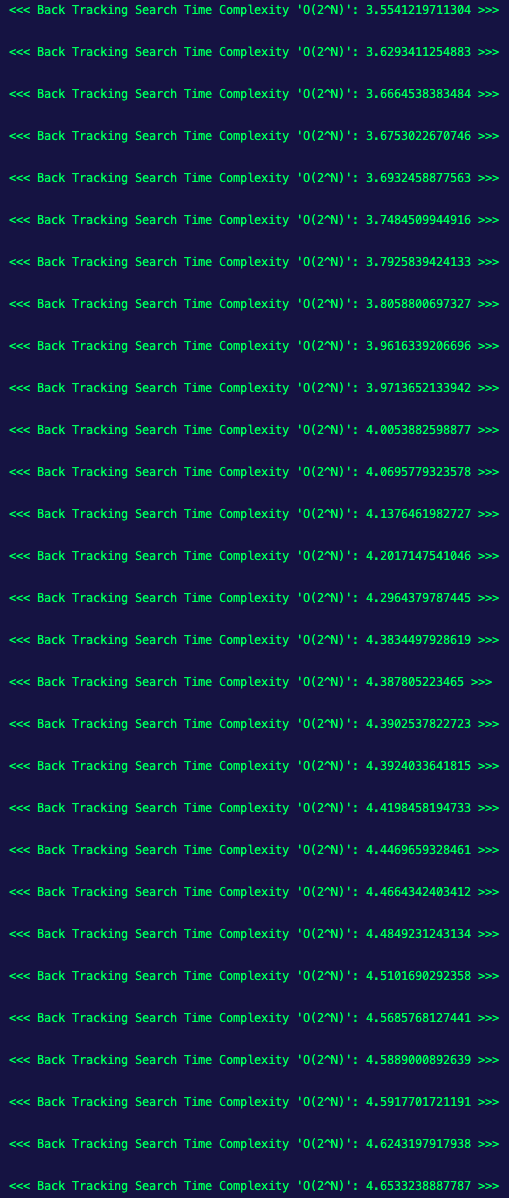 <<< Back Tracking Search Time Complexity 'O(2^N)': 3.5541219711304 >>>
<<< Back Tracking Search Time Complexity 'O(2^N)': 3.6293411254883 >>>
<<< Back Tracking Search Time Complexity 'O(2^N)': 3.6664538383484 >>>
<<< Back Tracking Search Time Complexity 'O(2^N)': 3.6753022670746 >>>
<<< Back Tracking Search Time Complexity 'O(2^N)': 3.6932458877563 >>>
<<< Back Tracking Search Time Complexity 'O(2^N)': 3.7484509944916 >>>
<<< Back Tracking Search Time Complexity 'O(2^N)': 3.7925839424133 >>>
<<< Back Tracking Search Time Complexity 'O(2^N)': 3.8058800697327 >>>
<<< Back Tracking Search Time Complexity 'O(2^N)': 3.9616339206696 >>>
<<< Back Tracking Search Time Complexity 'O(2^N)': 3.9713652133942 >>>
<<< Back Tracking Search Time Complexity 'O(2^N)': 4.0053882598877 >>>
<<< Back Tracking Search Time Complexity 'O(2^N)': 4.0695779323578 >>>
<<< Back Tracking Search Time Complexity 'O(2^N)': 4.1376461982727 >>>
<<< Back Tracking Search Time Complexity 'O(2^N)': 4.2017147541046 >>>
<<< Back Tracking Search Time Complexity 'O(2^N)': 4.2964379787445 >>>
<<< Back Tracking Search Time Complexity 'O(2^N)': 4.3834497928619 >>>
<<< Back Tracking Search Time Complexity 'O(2^N)': 4.387805223465 >>>
<<< Back Tracking Search Time Complexity 'O(2^N)': 4.3902537822723 >>>
<<< Back Tracking Search Time Complexity 'O(2^N)': 4.3924033641815 >>>
<<< Back Tracking Search Time Complexity 'O(2^N)': 4.4198458194733 >>>
<<< Back Tracking Search Time Complexity 'O(2^N)': 4.4469659328461 >>>
<<< Back Tracking Search Time Complexity 'O(2^N)': 4.4664342403412 >>>
<<< Back Tracking Search Time Complexity 'O(2^N)': 4.4849231243134 >>>
<<< Back Tracking Search Time Complexity 'O(2^N)': 4.5101690292358 >>>
<<< Back Tracking Search Time Complexity 'O(2^N)': 4.5685768127441 >>>
<<< Back Tracking Search Time Complexity 'O(2^N)': 4.5889000892639 >>>
<<< Back Tracking Search Time Complexity 'O(2^N)': 4.5917701721191 >>>
<<< Back Tracking Search Time Complexity 'O(2^N)': 4.6243197917938 >>>
<<< Back Tracking Search Time Complexity 'O(2^N)': 4.6533238887787 >>>